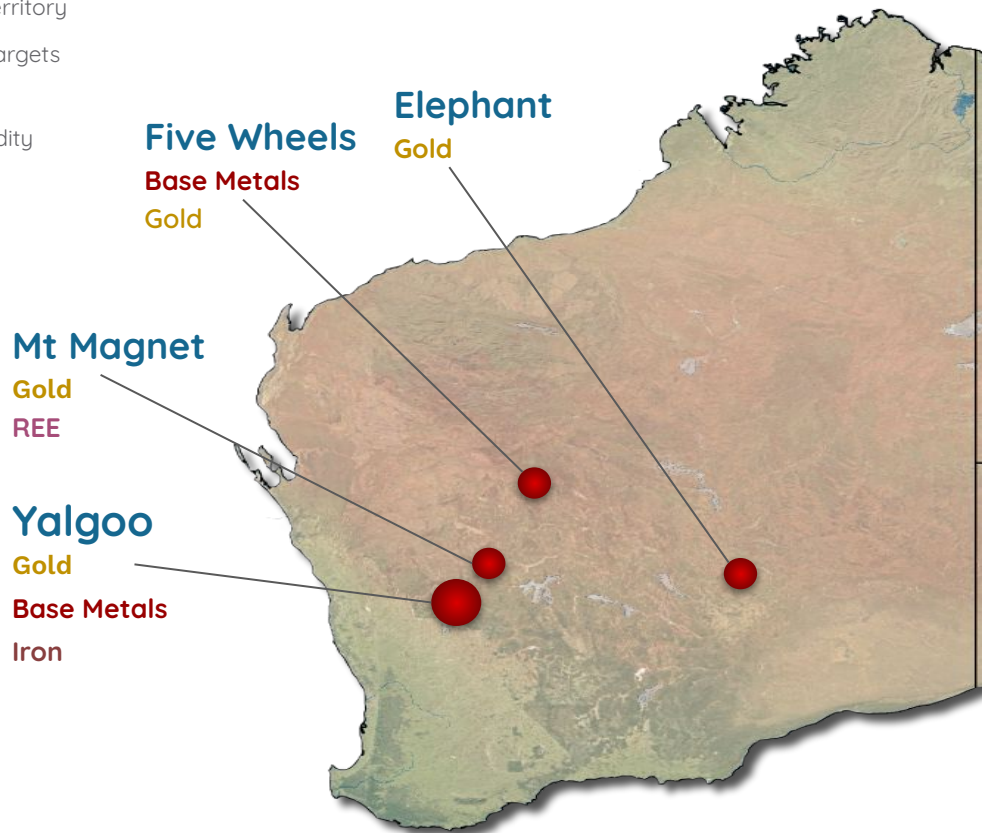 Elephant
Gold
Five Wheels
Base Metals
Gold
Mt Magnet
Gold
REE
Yalgoo
Gold
Base Metals
Iron